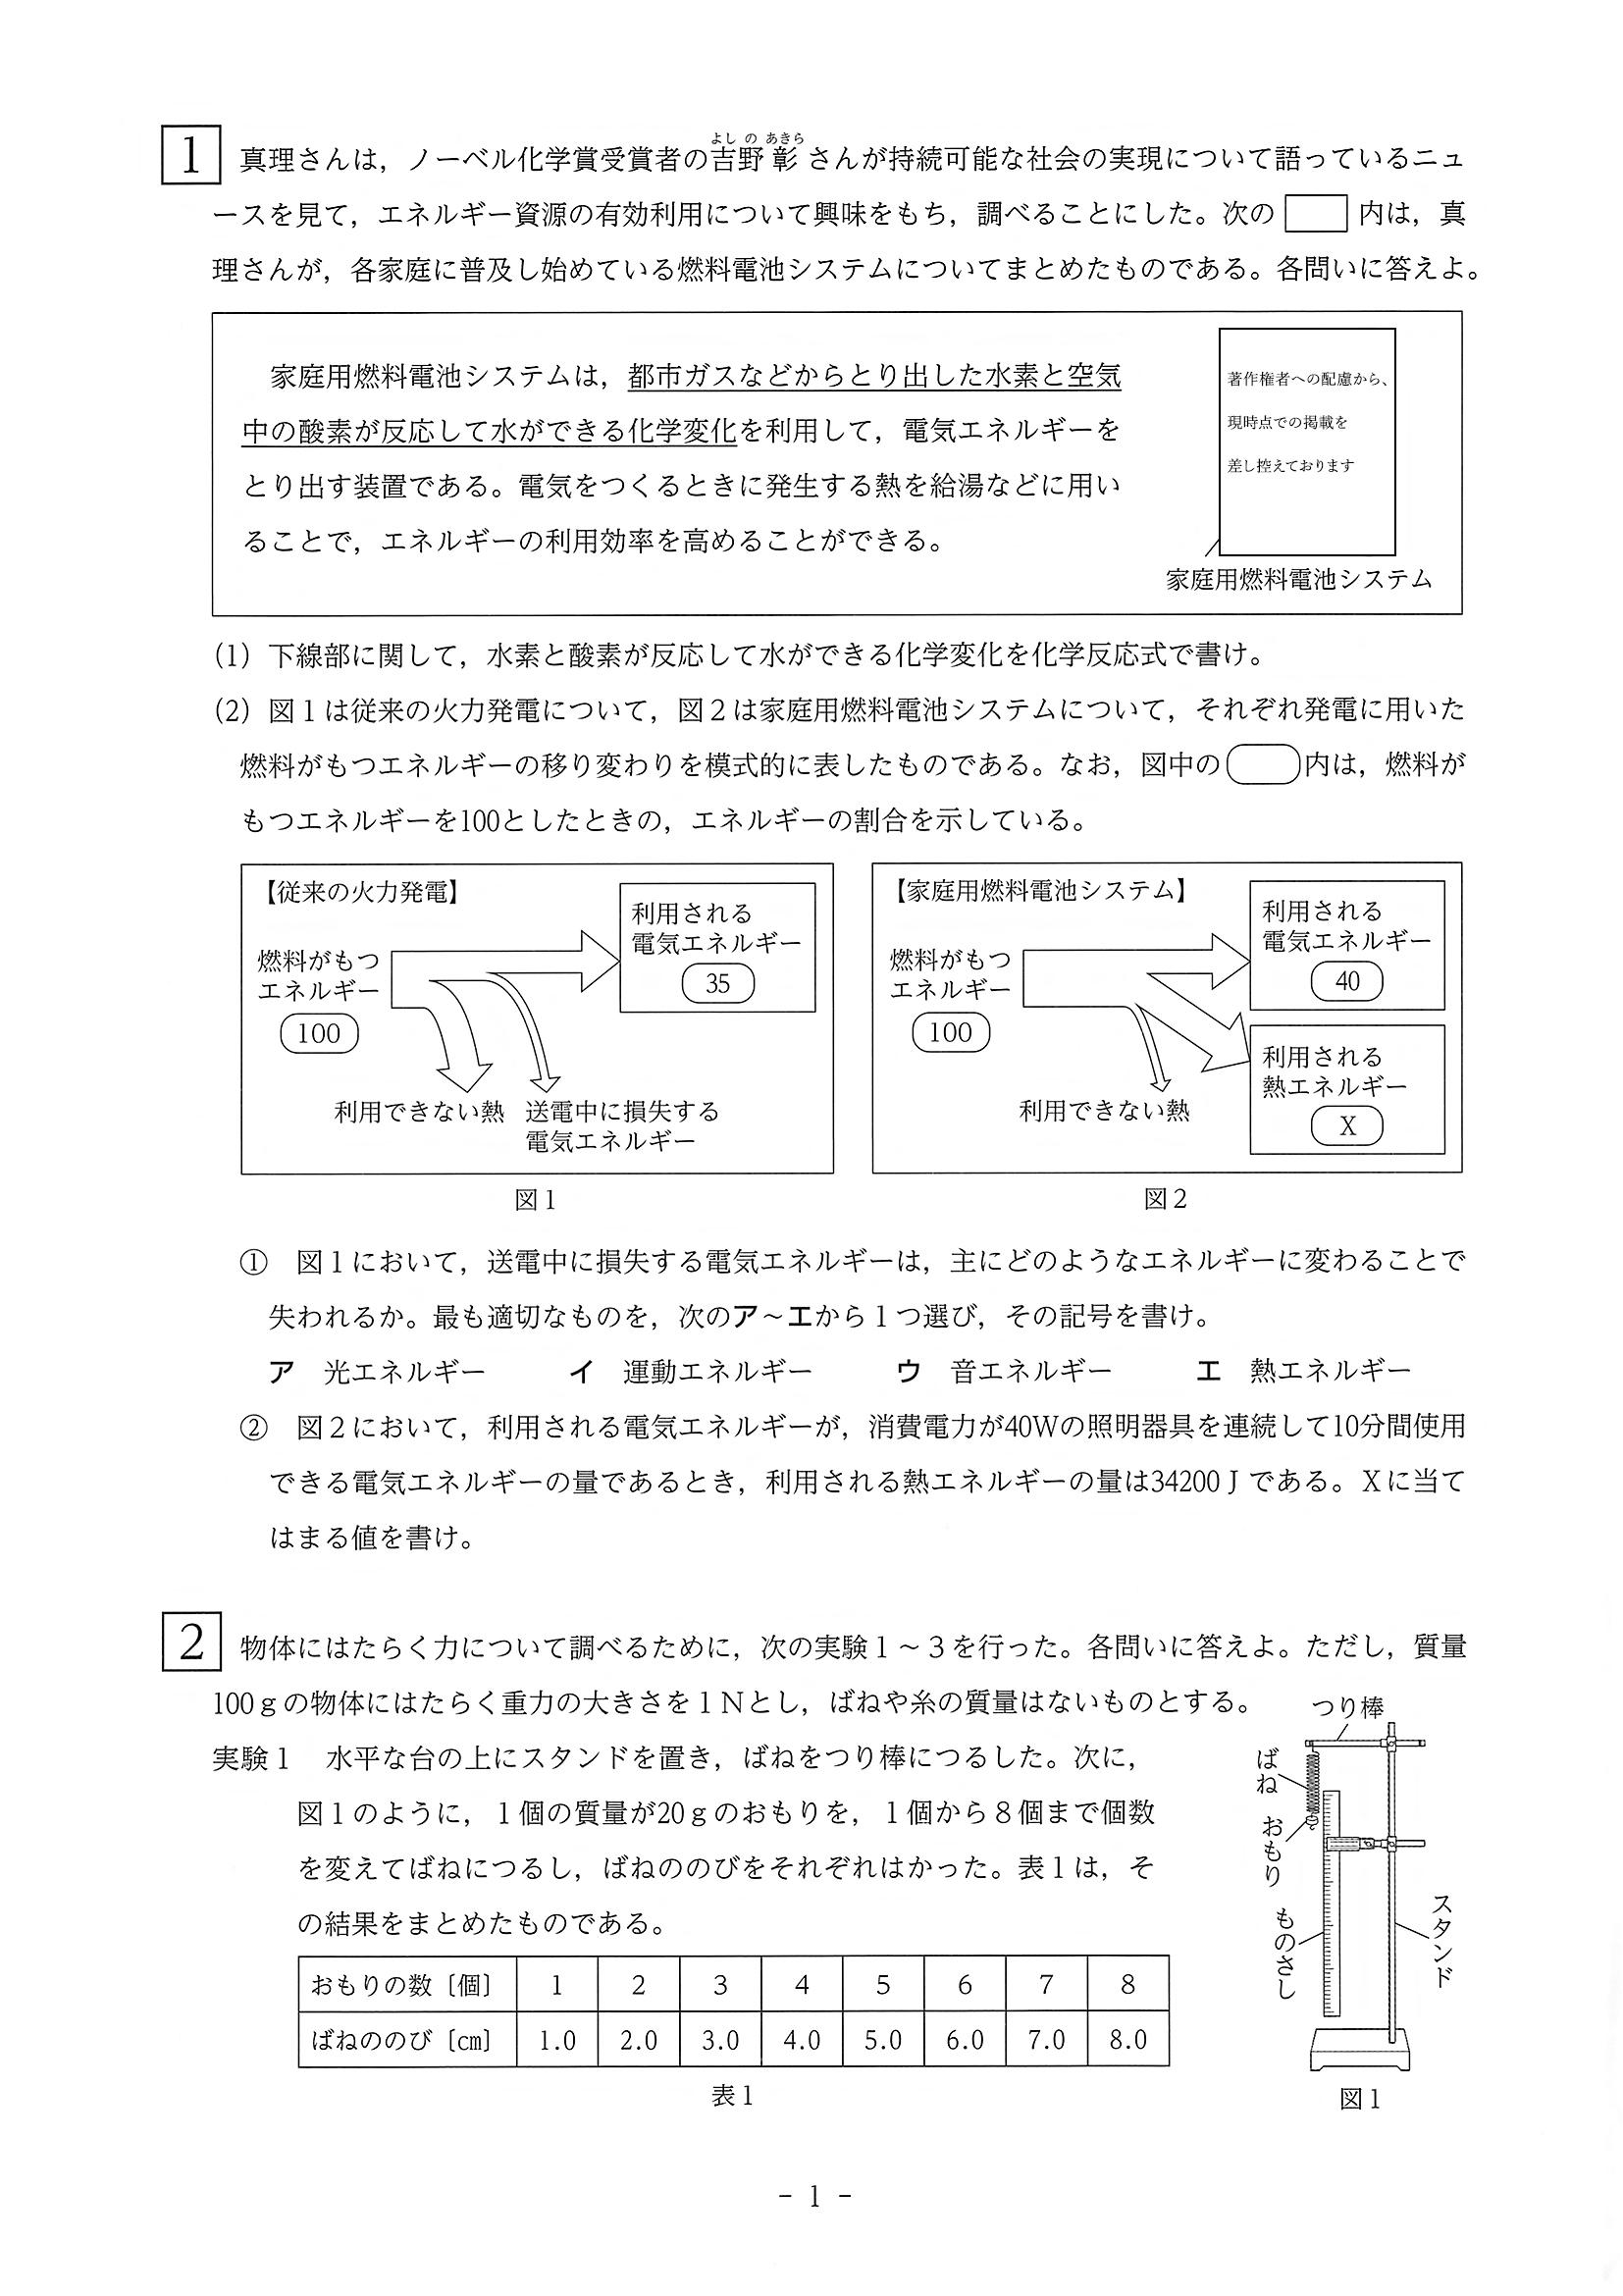 1 真理さんは，ノーベル化学賞受賞者の吉野彰さんが持続可能な社会の実現について語っているニュ
よしのあきら
ースを見て，エネルギー資源の有効利用について興味をもち，調べることにした。次の 内は，真
理さんが，各家庭に普及し始めている燃料電池システムについてまとめたものである。各問いに答えよ。
家庭用燃料電池システムは，都市ガスなどからとり出した水素と空気
中の酸素が反応して水ができる化学変化を利用して，電気エネルギーを
とり出す装置である。電気をつくるときに発生する熱を給湯などに用い
ることで，エネルギーの利用効率を高めることができる。
著作権者への配慮から、
現時点での掲載を
差し控えております
家庭用燃料電池システム
(1) 下線部に関して，水素と酸素が反応して水ができる化学変化を化学反応式で書け。
(2) 図1は従来の火力発電について，図2は家庭用燃料電池システムについて，それぞれ発電に用いた
燃料がもつエネルギーの移り変わりを模式的に表したものである。なお，図中の 内は，燃料が
もつエネルギーを100としたときの，エネルギーの割合を示している。
【従来の火力発電】
燃料がもつ
エネルギー
100
利用される
電気エネルギー
35
利用できない熱
送電中に損失する
電気エネルギー
図1
【家庭用燃料電池システム】
燃料がもつ
エネルギー
100
利用される
電気エネルギー
40
利用される
熱エネルギー
X
利用できない熱
図2
① 図1において，送電中に損失する電気エネルギーは，主にどのようなエネルギーに変わることで
失われるか。最も適切なものを，次のア～エから1つ選び，その記号を書け。
ア 光エネルギー イ 運動エネルギー ウ 音エネルギー エ 熱エネルギー
② 図2において，利用される電気エネルギーが，消費電力が40Wの照明器具を連続して10分間使用
できる電気エネルギーの量であるとき，利用される熱エネルギーの量は34200Jである。Xに当て
はまる値を書け。
2 物体にはたらく力について調べるために，次の実験1～3を行った。各問いに答えよ。ただし，質量
100gの物体にはたらく重力の大きさを1Nとし，ばねや糸の質量はないものとする。
実験1 水平な台の上にスタンドを置き，ばねをつり棒につるした。次に，
図1のように，1個の質量が20gのおもりを，1個から8個まで個数
を変えてばねにつるし，ばねののびをそれぞれはかった。表1は，そ
の結果をまとめたものである。
おもりの数〔個〕 1 2 3 4 5 6 7 8
ばねののび〔cm〕 1.0 2.0 3.0 4.0 5.0 6.0 7.0 8.0
表1
つり棒
ばね
おもり
ものさし
スタンド
図1
- 1 -